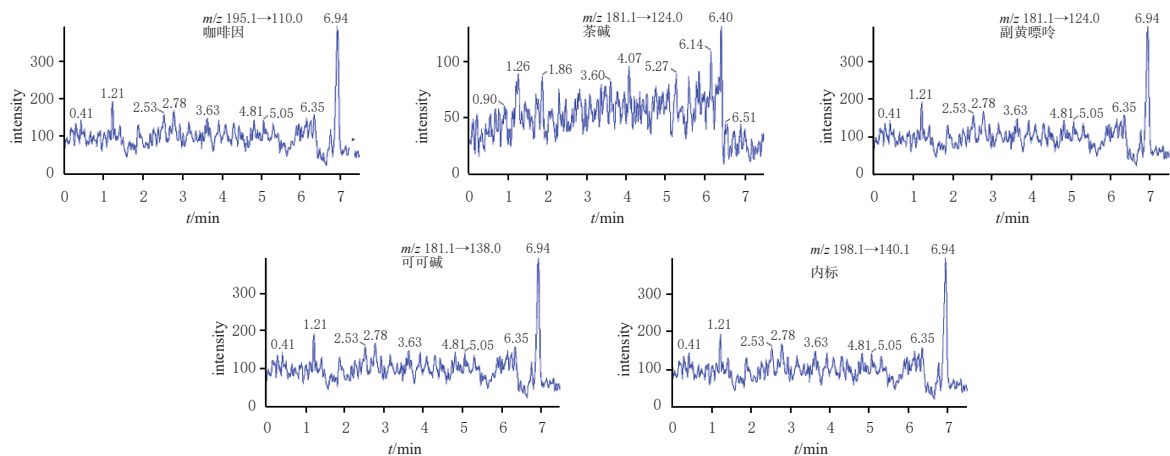 m/z 195.1→110.0
咖啡因
6.94
1.21
0.41
2.53
2.78
3.63
4.81
5.05
6.35
intensity
300
200
100
0
0 1 2 3 4 5 6 7
t/min
m/z 181.1→124.0
茶碱
6.40
0.90
1.26
1.86
3.60
4.07
5.27
6.14
6.51
intensity
100
50
0
0 1 2 3 4 5 6 7
t/min
m/z 181.1→124.0
副黄嘌呤
6.94
1.21
0.41
2.53
2.78
3.63
4.81
5.05
6.35
intensity
300
200
100
0
0 1 2 3 4 5 6 7
t/min
m/z 181.1→138.0
可可碱
6.94
1.21
0.41
2.53
2.78
3.63
4.81
5.05
6.35
intensity
300
200
100
0
0 1 2 3 4 5 6 7
t/min
m/z 198.1→140.1
内标
6.94
1.21
0.41
2.53
2.78
3.63
4.81
5.05
6.35
intensity
300
200
100
0
0 1 2 3 4 5 6 7
t/min